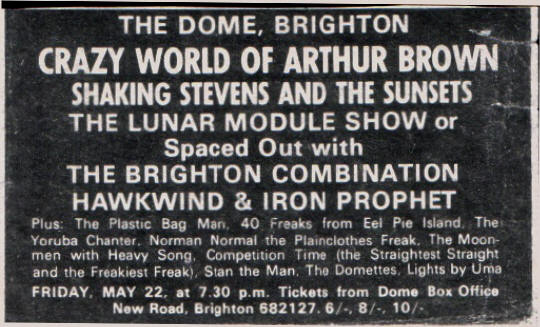 THE DOME, BRIGHTON
CRAZY WORLD OF ARTHUR BROWN
SHAKING STEVENS AND THE SUNSETS
THE LUNAR MODULE SHOW or
Spaced Out with
THE BRIGHTON COMBINATION
HAWKWIND & IRON PROPHET
Plus: The Plastic Bag Man, 40 Freaks from Eel Pie Island, The
Yoruba Chanter, Norman Normal the Plainclothes Freak, The Moon-
men with Heavy Song, Competition Time (the Straightest Straight
and the Freakiest Freak), Stan the Man, The Domettes, Lights by Uma
FRIDAY, MAY 22, at 7.30 p.m. Tickets from Dome Box Office
New Road, Brighton 682127. 6/-, 8/-, 10/-